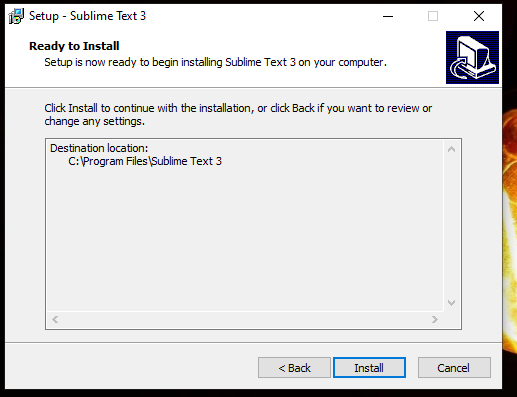 Setup - Sublime Text 3
Ready to Install
Setup is now ready to begin installing Sublime Text 3 on your computer.
Click Install to continue with the installation, or click Back if you want to review or
change any settings.
Destination location:
C:\Program Files\Sublime Text 3
< Back
Install
Cancel